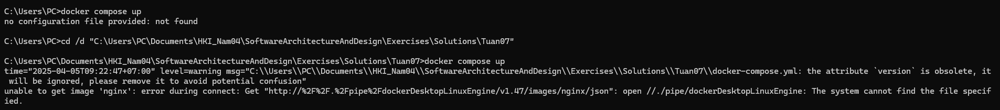 C:\Users\PC>docker compose up
no configuration file provided: not found
C:\Users\PC>cd /d "C:\Users\PC\Documents\HKI_Nam04\SoftwareArchitectureAndDesign\Exercises\Solutions\Tuan07"
C:\Users\PC\Documents\HKI_Nam04\SoftwareArchitectureAndDesign\Exercises\Solutions\Tuan07>docker compose up
time="2025-04-05T09:22:47+07:00" level=warning msg="C:\\Users\\PC\\Documents\\HKI_Nam04\\SoftwareArchitectureAndDesign\\Exercises\\Solutions\\Tuan07\\docker-compose.yml: the attribute `version` is obsolete, it
 will be ignored, please remove it to avoid potential confusion"
unable to get image 'nginx': error during connect: Get "http://%2F%2F.%2Fpipe%2FdockerDesktopLinuxEngine/v1.47/images/nginx/json": open //./pipe/dockerDesktopLinuxEngine: The system cannot find the file specif
ied.